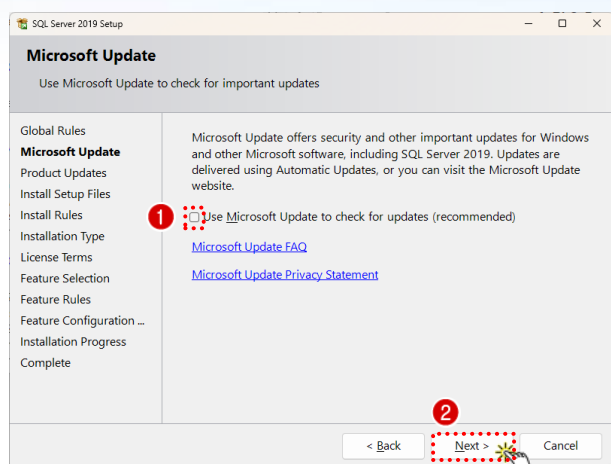 SQL Server 2019 Setup
Microsoft Update
Use Microsoft Update to check for important updates
Global Rules
Microsoft Update
Product Updates
Install Setup Files
Install Rules
Installation Type
License Terms
Feature Selection
Feature Rules
Feature Configuration ...
Installation Progress
Complete
Microsoft Update offers security and other important updates for Windows
and other Microsoft software, including SQL Server 2019. Updates are
delivered using Automatic Updates, or you can visit the Microsoft Update
website.
1
Use Microsoft Update to check for updates (recommended)
Microsoft Update FAQ
Microsoft Update Privacy Statement
2
< Back
Next >
Cancel